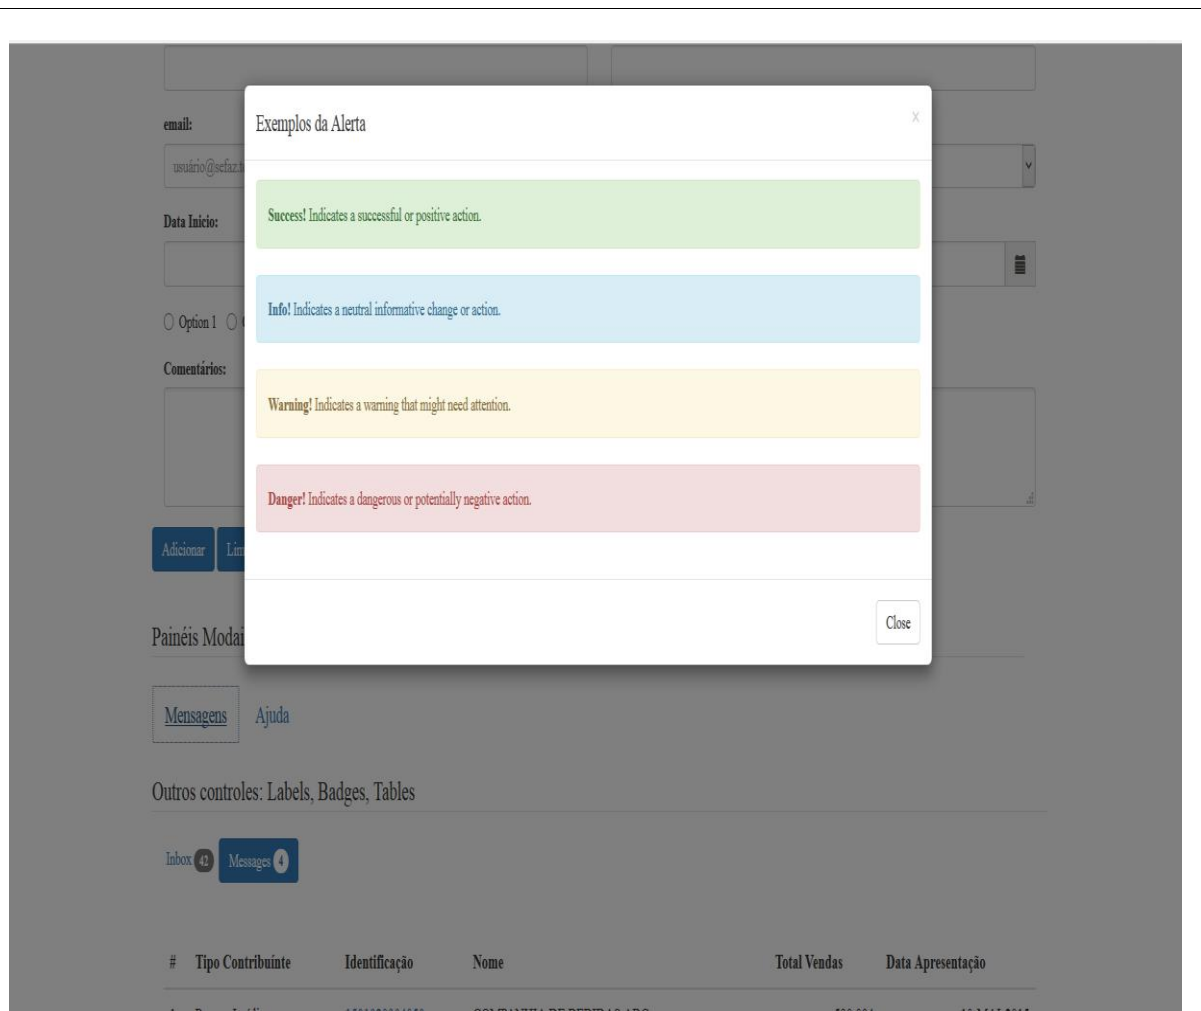 email:
Exemplos da Alerta
x
Data Inicio:
Success! Indicates a successful or positive action.
Info! Indicates a neutral informative change or action.
Option 1
Comentários:
Warning! Indicates a warning that might need attention.
Danger! Indicates a dangerous or potentially negative action.
Adicionar
Close
Mensagens Ajuda
Outros controles: Labels, Badges, Tables
Inbox 42 Messages 4
# Tipo Contribuínte Identificação Nome Total Vendas Data Apresentação